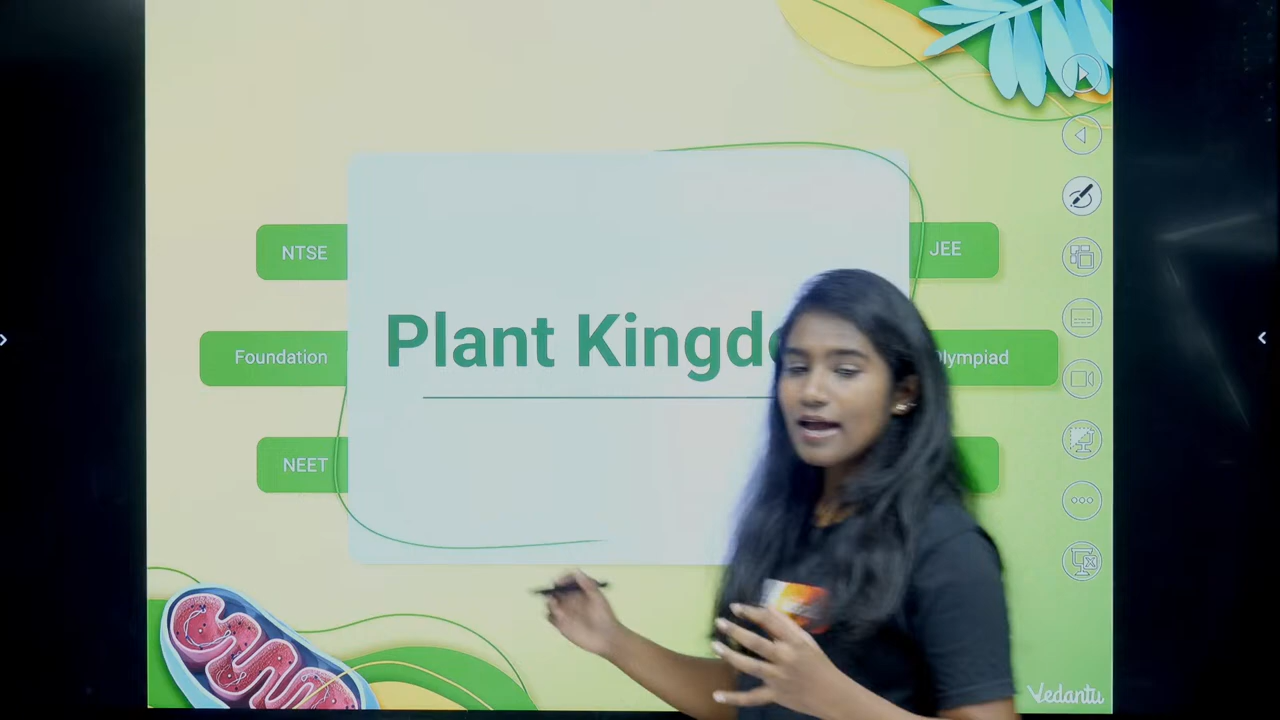 NTSE
JEE
Plant Kingd
Foundation
lympiad
NEET
Vedantu